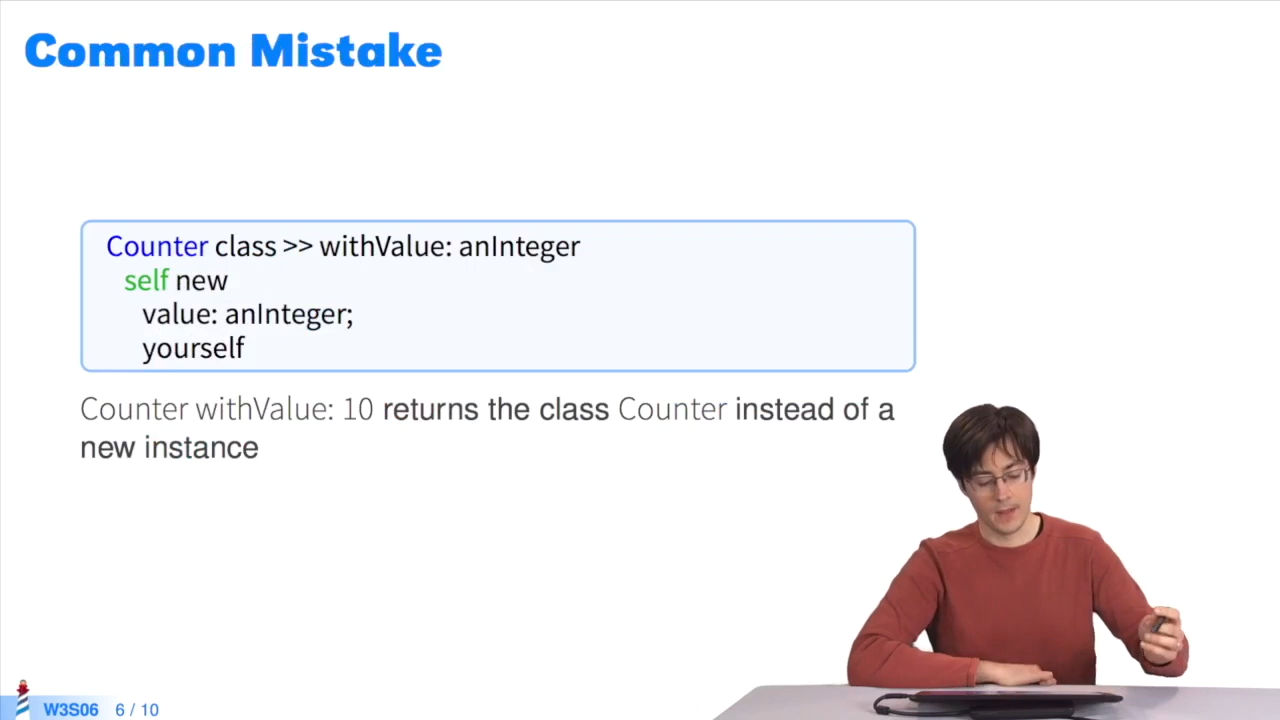 Common Mistake
Counter class >> withValue: anInteger
self new
value: anInteger;
yourself
Counter withValue: 10 returns the class Counter instead of a
new instance
W3S06 6 / 10